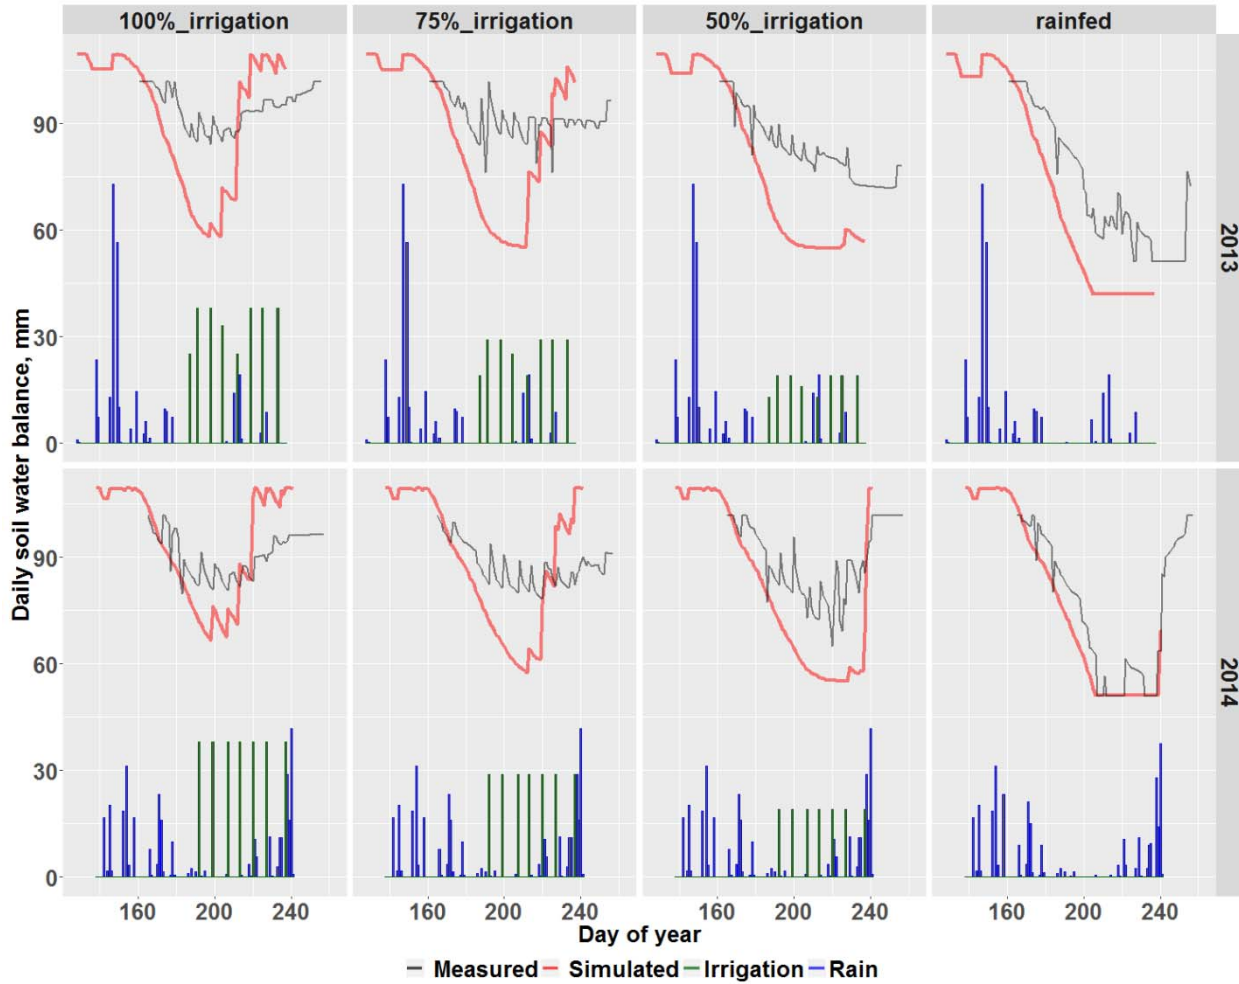 100%_irrigation 75%_irrigation 50%_irrigation rainfed
Daily soil water balance, mm
90
60
30
0
2013
90
60
30
0
2014
160 200 240 160 200 240 160 200 240 160 200 240
Day of year
Measured Simulated Irrigation Rain